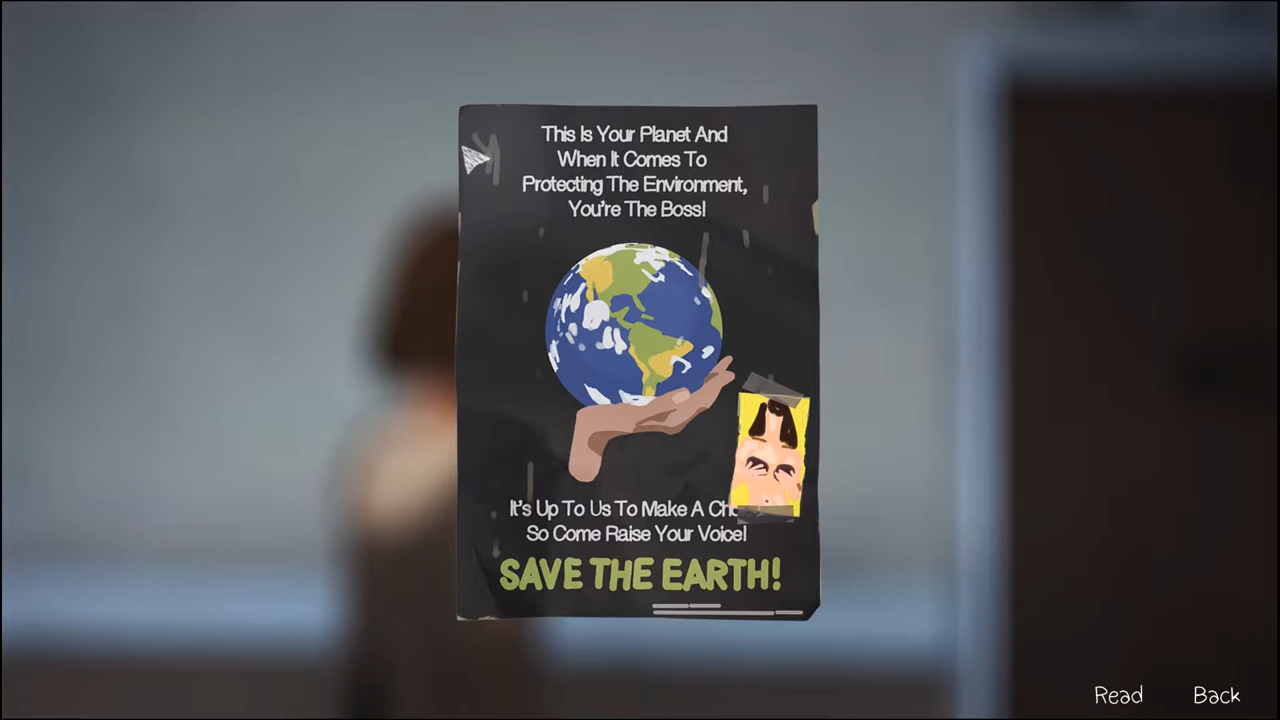 This Is Your Planet And
When It Comes To
Protecting The Environment,
You're The Boss!
It's Up To Us To Make A
So Come Raise Your Voice!
SAVE THE EARTH!
Read
Back